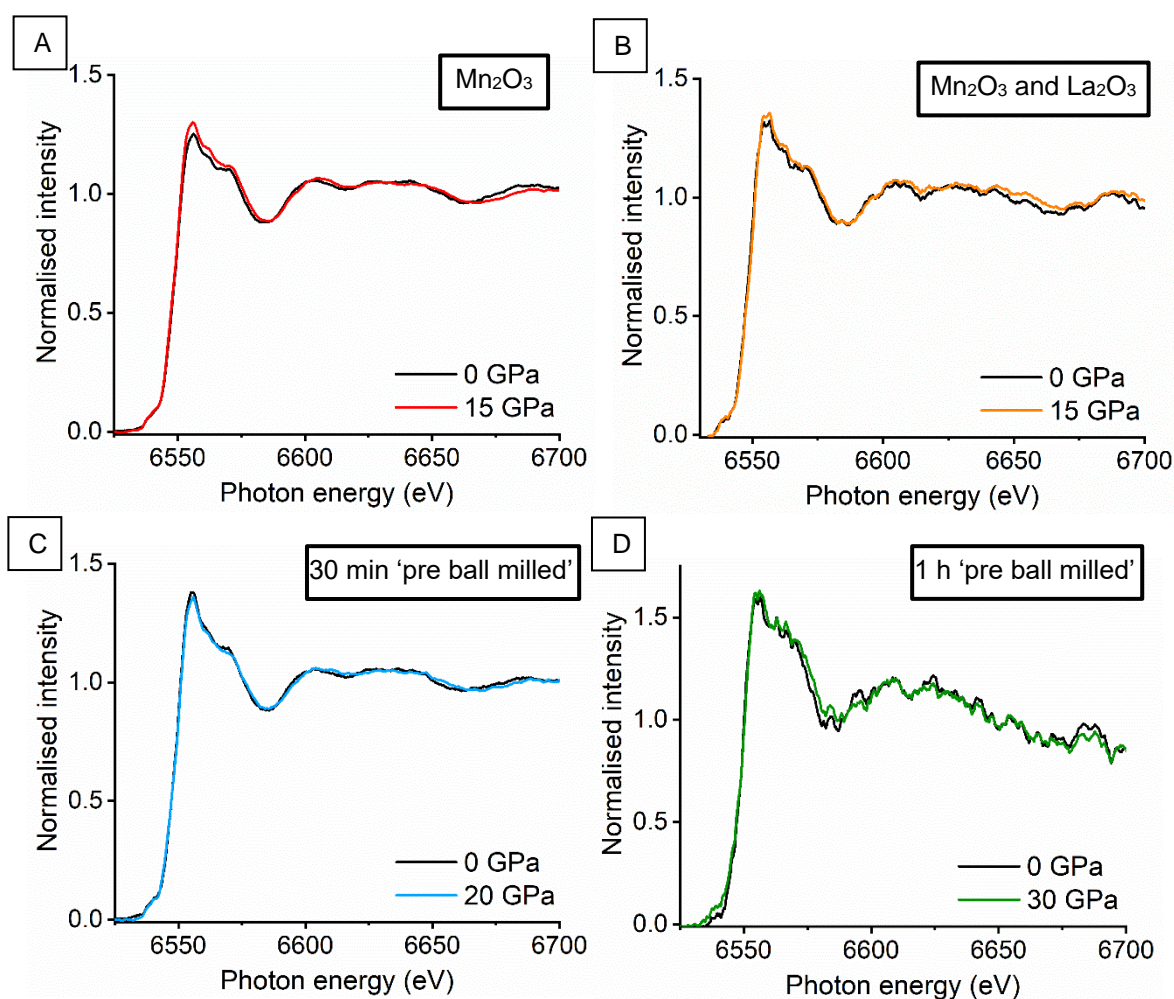 A
Mn₂O₃
1.5
1.0
0.5
0.0
Normalised intensity
0 GPa
15 GPa
6550 6600 6650 6700
Photon energy (eV)
B
Mn₂O₃ and La₂O₃
1.5
1.0
0.5
0.0
Normalised intensity
0 GPa
15 GPa
6550 6600 6650 6700
Photon energy (eV)
C
30 min ‘pre ball milled’
1.5
1.0
0.5
0.0
Normalised intensity
0 GPa
20 GPa
6550 6600 6650 6700
Photon energy (eV)
D
1 h ‘pre ball milled’
1.5
1.0
0.5
0.0
Normalised intensity
0 GPa
30 GPa
6550 6600 6650 6700
Photon energy (eV)